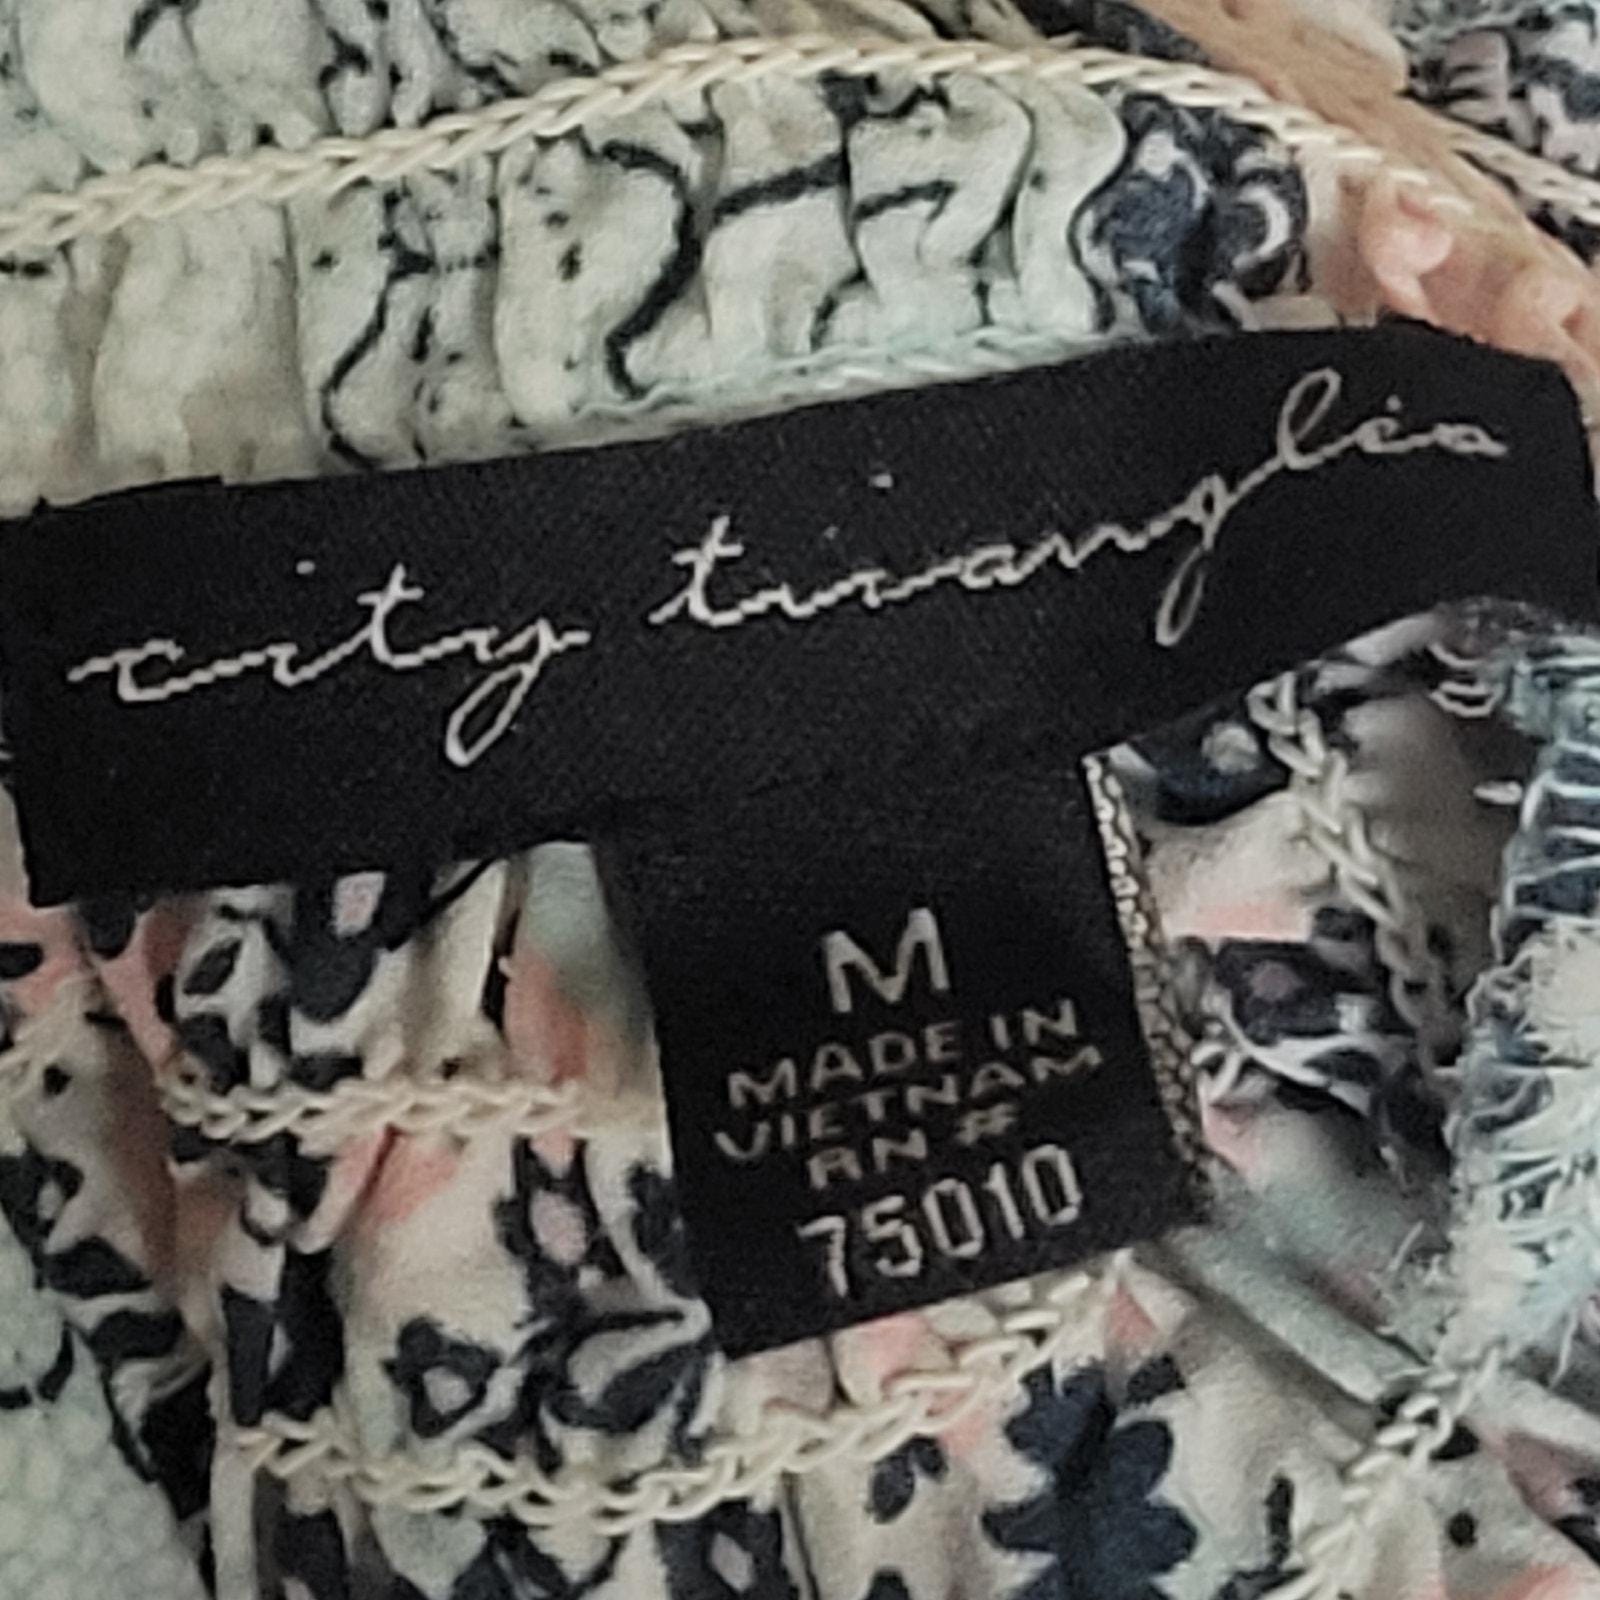 city triangles
M
MADE IN
VIETNAM
RN #
75010